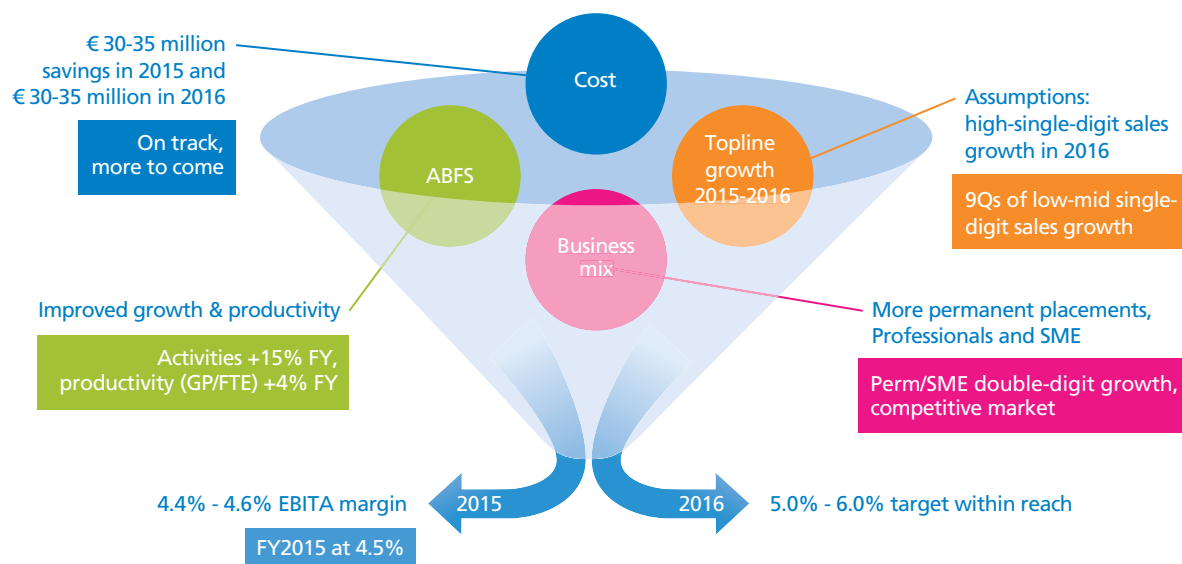 € 30-35 million
savings in 2015 and
€ 30-35 million in 2016
On track,
more to come
Cost
ABFS
Topline
growth
2015-2016
Business
mix
Assumptions:
high-single-digit sales
growth in 2016
9Qs of low-mid single-
digit sales growth
Improved growth & productivity
Activities +15% FY,
productivity (GP/FTE) +4% FY
More permanent placements,
Professionals and SME
Perm/SME double-digit growth,
competitive market
4.4% - 4.6% EBITA margin
2015
2016
5.0% - 6.0% target within reach
FY2015 at 4.5%